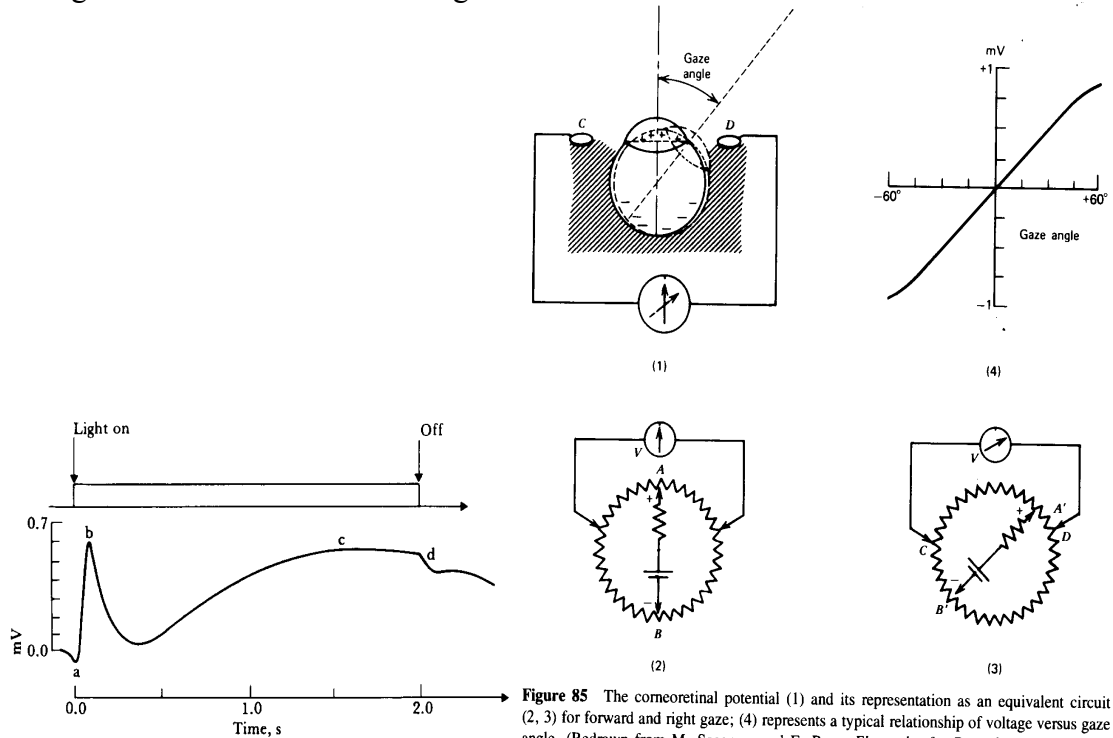 Gaze
angle
C
D
+ +
(1)
mV
+1
−60°
+60°
Gaze angle
−1
(4)
Light on
Off
0.7
mV
0.0
a
b
c
d
0.0
1.0
2.0
Time, s
V
A
+
−
B
(2)
V
+
A'
D
C
−
B'
(3)
Figure 85 The corneoretinal potential (1) and its representation as an equivalent circuit
(2, 3) for forward and right gaze; (4) represents a typical relationship of voltage versus gaze